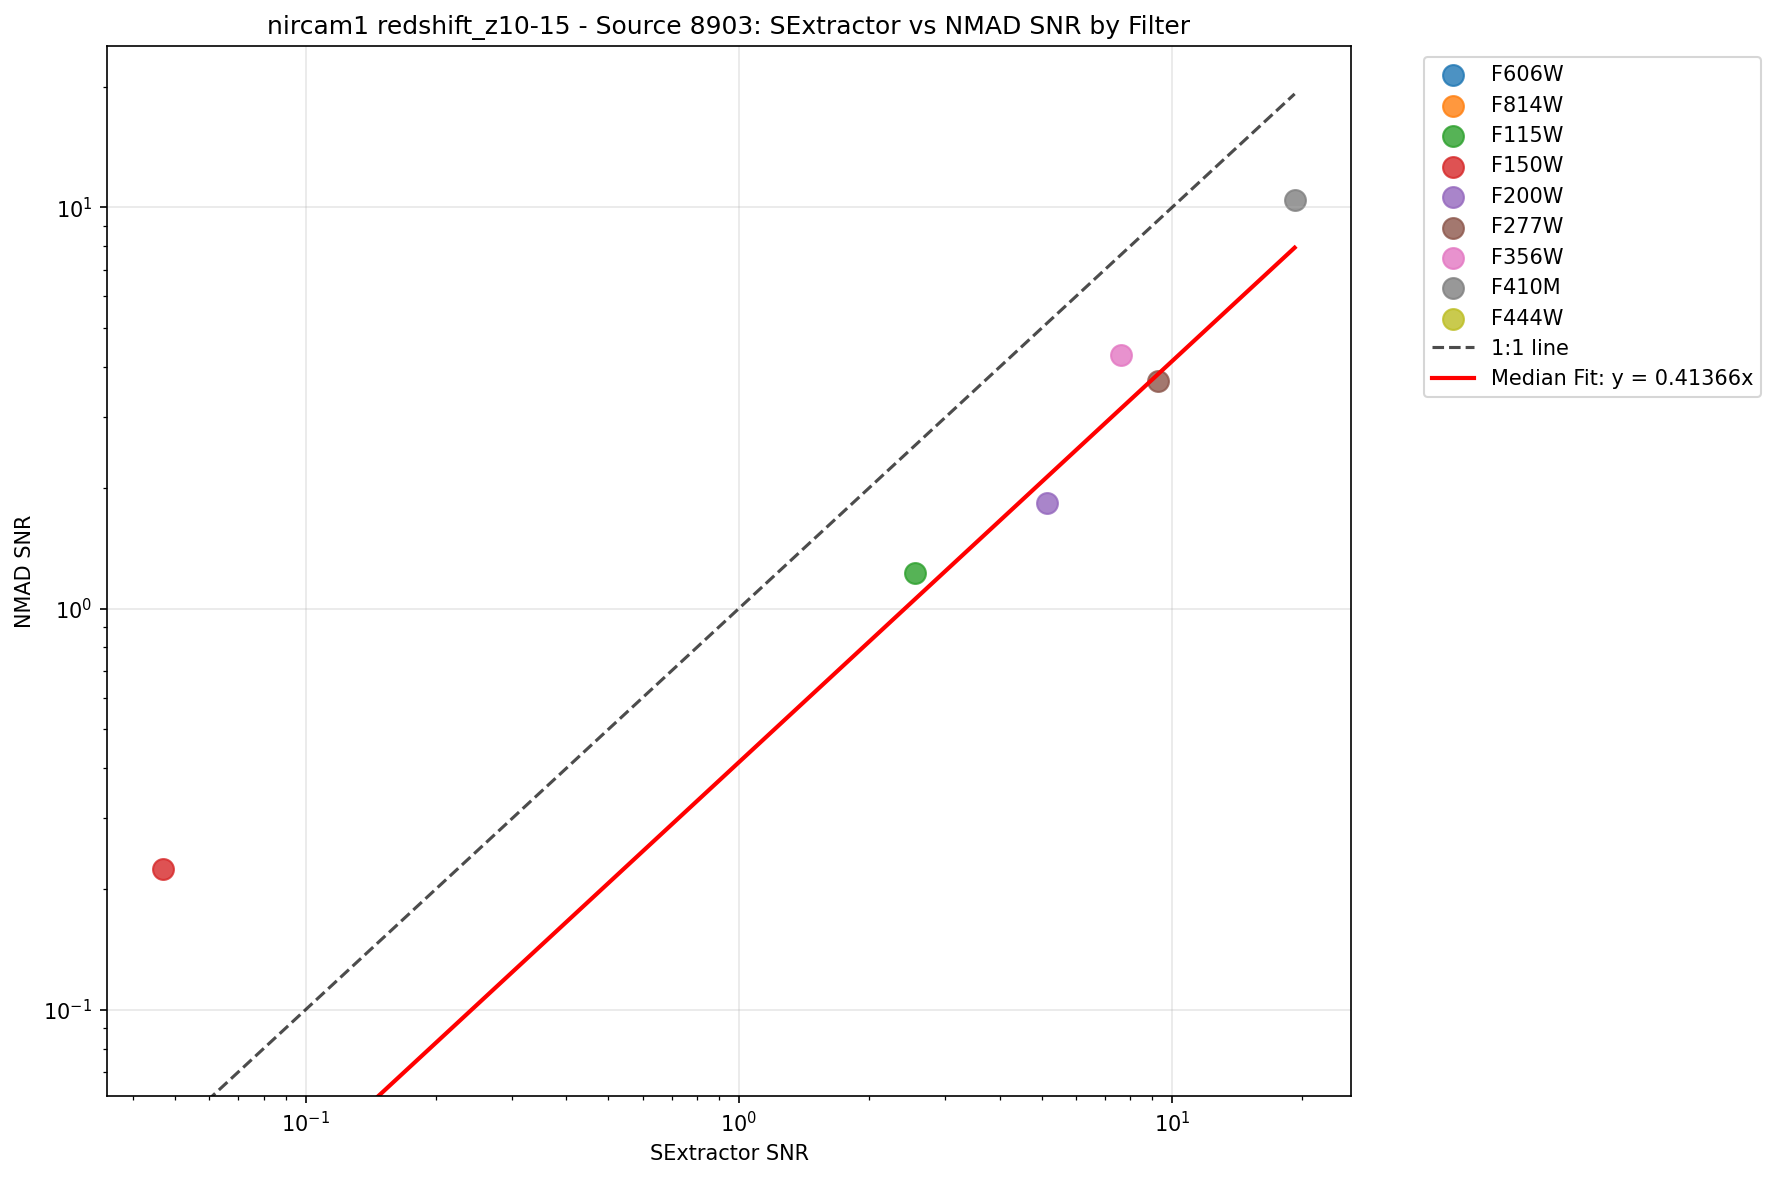 nircam1 redshift_z10-15 - Source 8903: SExtractor vs NMAD SNR by Filter
F606W
F814W
F115W
F150W
F200W
F277W
F356W
F410M
F444W
1:1 line
Median Fit: y = 0.41366x
NMAD SNR
10¹
10⁰
10⁻¹
10⁻¹ 10⁰ 10¹
SExtractor SNR